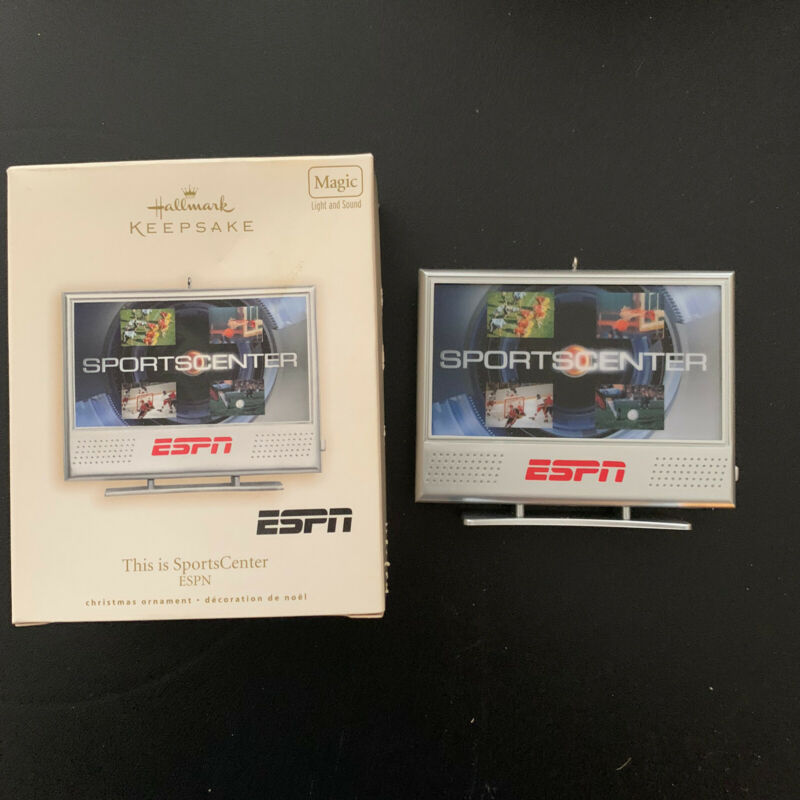 Hallmark
KEEPSAKE
Magic
Light and Sound
SPORTSCENTER
ESPN
ESPN
This is SportsCenter
ESPN
christmas ornament • décoration de noël
SPORTSCENTER
ESPN